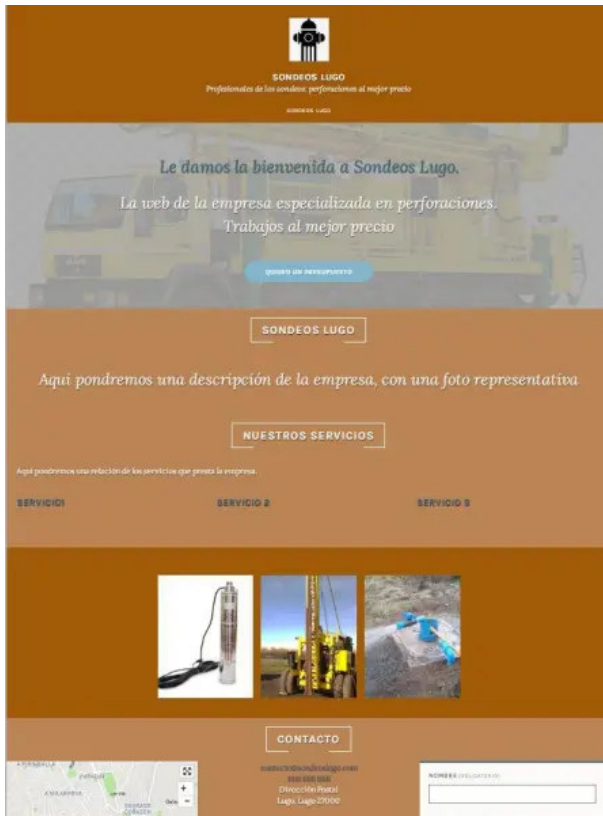 SONDEOS LUGO
Profesionales de los sondeos: perforaciones al mejor precio
SONDEOS LUGO
Le damos la bienvenida a Sondeos Lugo.
La web de la empresa especializada en perforaciones.
Trabajos al mejor precio
QUIERO UN PRESUPUESTO
SONDEOS LUGO
Aquí pondremos una descripción de la empresa, con una foto representativa
NUESTROS SERVICIOS
Aquí pondremos una relación de los servicios que presta la empresa.
SERVICIO1
SERVICIO 2
SERVICIO 3
CONTACTO
Dirección Postal
Lugo, Lugo 27000
NOMBRE (OBLIGATORIO)